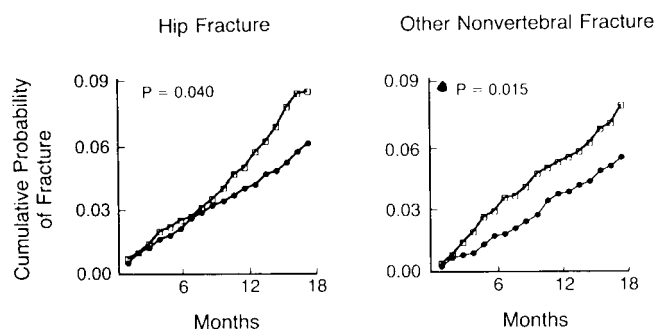 Hip Fracture
Other Nonvertebral Fracture
Cumulative Probability
of Fracture
0.09
0.06
0.03
0.00
P = 0.040
6
12
18
Months
0.09
0.06
0.03
0.00
P = 0.015
6
12
18
Months